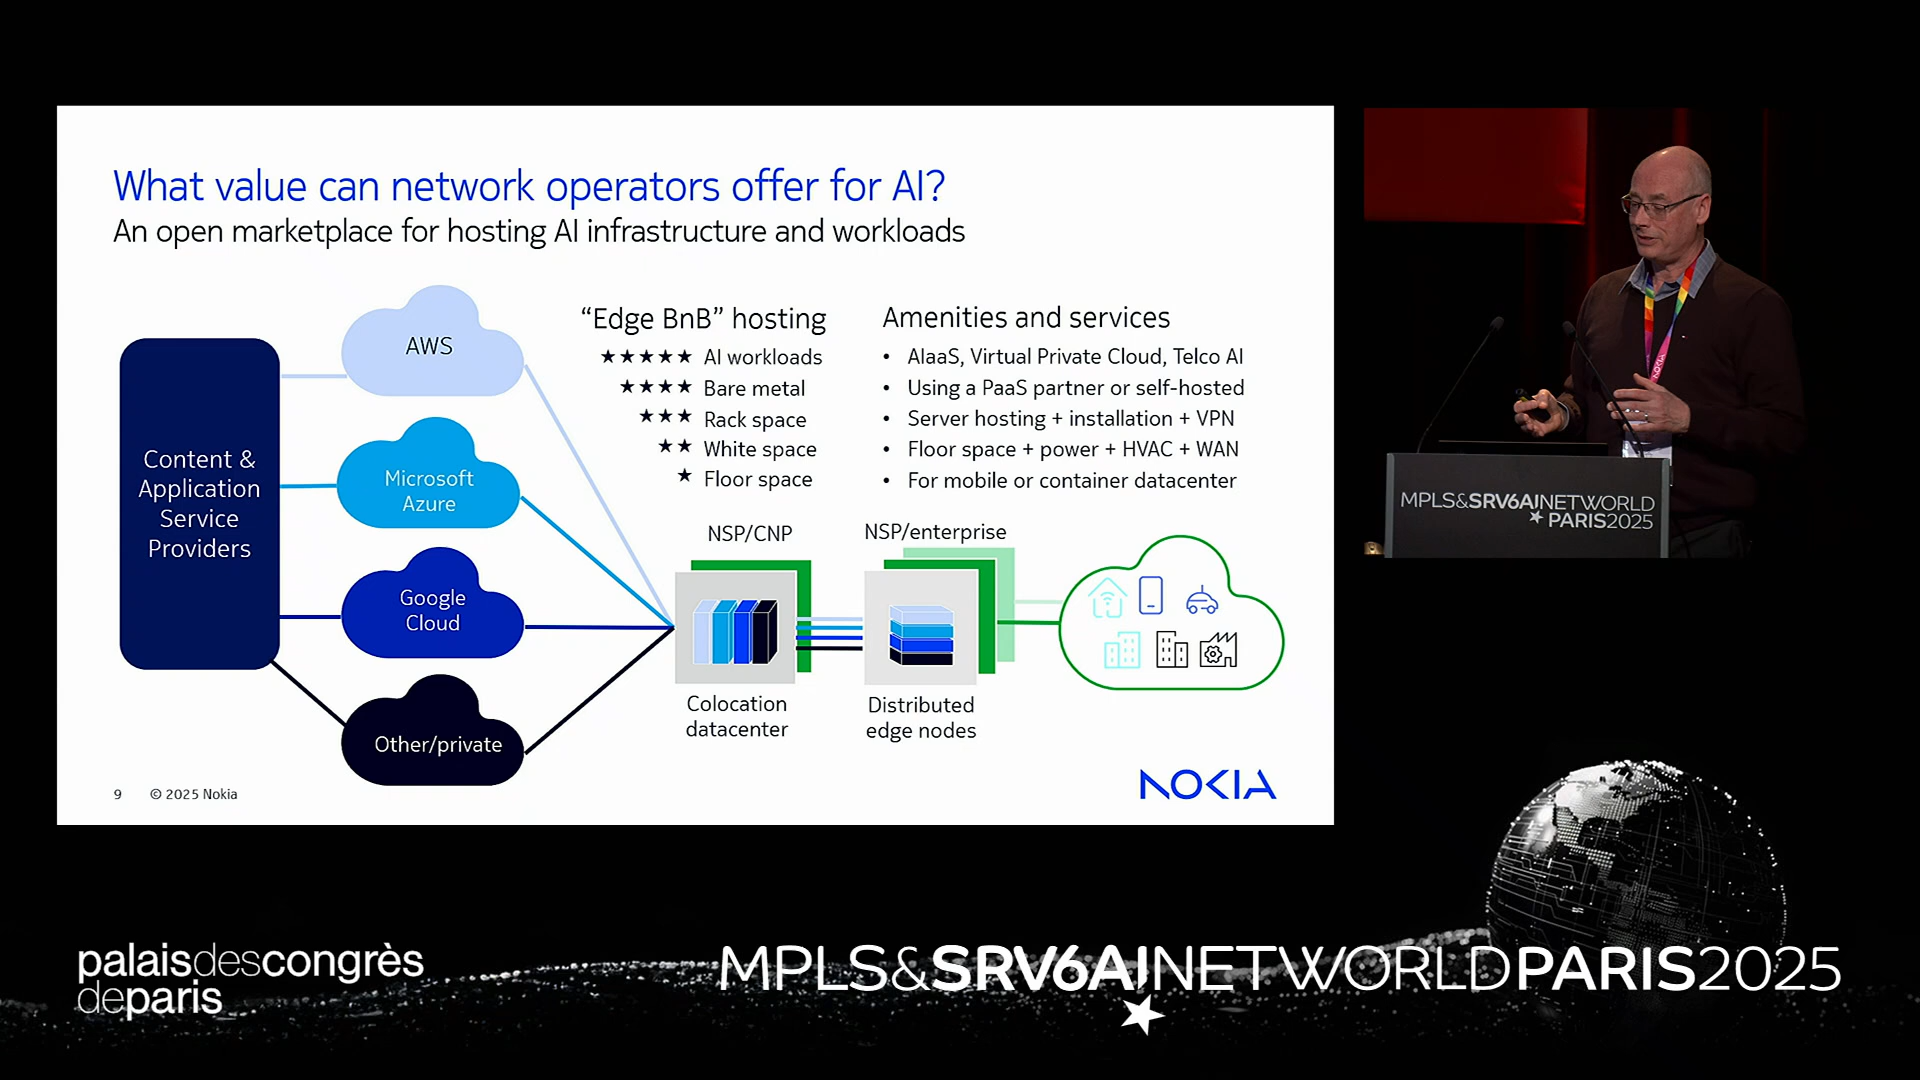 What value can network operators offer for AI?
An open marketplace for hosting AI infrastructure and workloads
Content &
Application
Service
Providers
AWS
Microsoft
Azure
Google
Cloud
Other/private
“Edge BnB” hosting
★★★★★ AI workloads
★★★★ Bare metal
★★★ Rack space
★★ White space
★ Floor space
Amenities and services
• AIaaS, Virtual Private Cloud, Telco AI
• Using a PaaS partner or self-hosted
• Server hosting + installation + VPN
• Floor space + power + HVAC + WAN
• For mobile or container datacenter
NSP/CNP
NSP/enterprise
Colocation
datacenter
Distributed
edge nodes
9 © 2025 Nokia
NOKIA
NOKIA
MPLS&SRV6AINETWORLD
PARIS2025
palaisdescongrès
deparis
MPLS&SRV6AINETWORLDPARIS2025